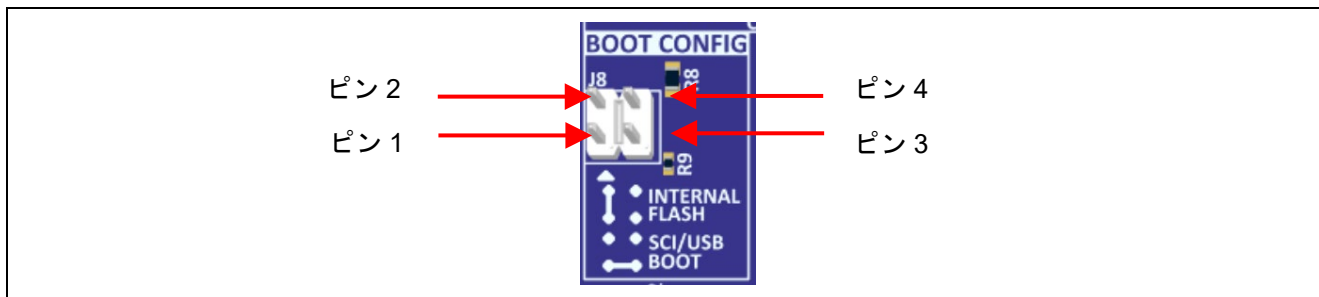 BOOT CONFIG
J8
R8
ピン 2
ピン 4
ピン 1
ピン 3
R9
INTERNAL
FLASH
SCI/USB
BOOT